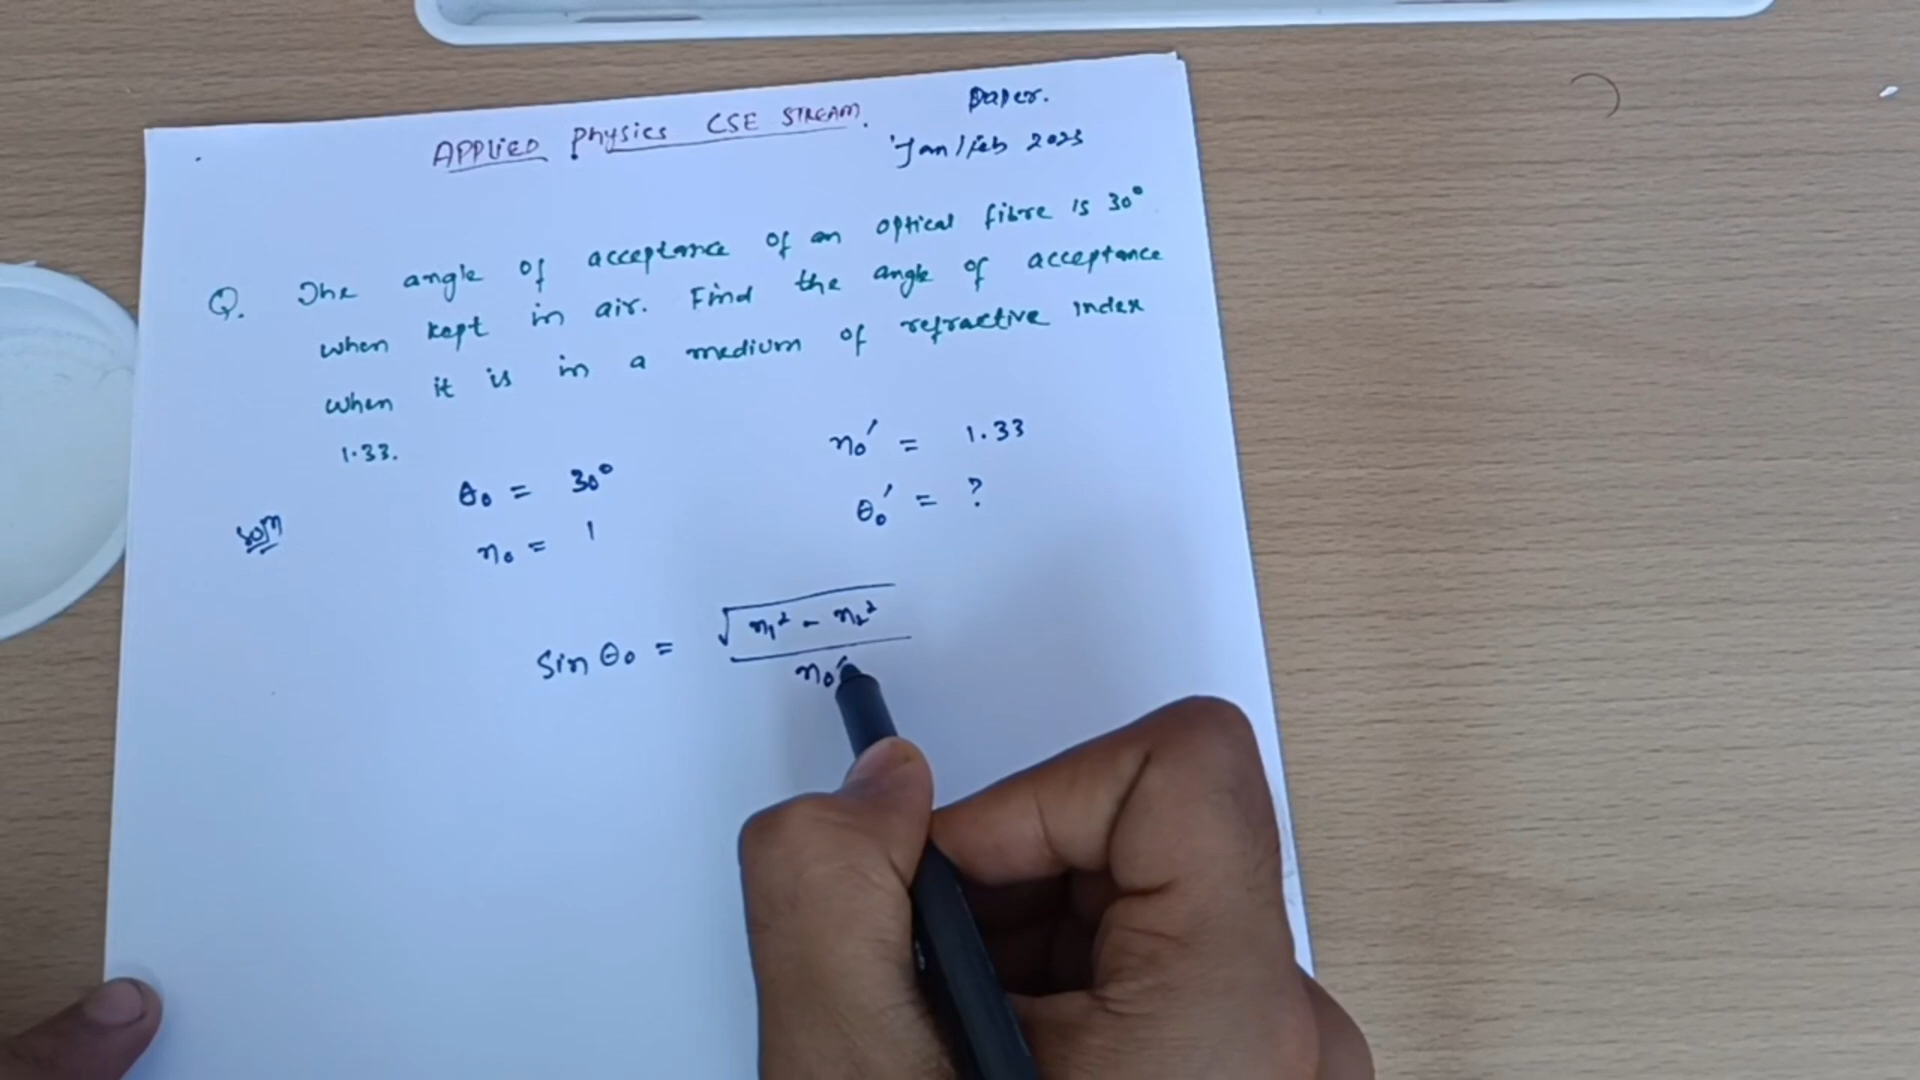 APPLIED Physics CSE STREAM.
Paper.
Jan/Feb 2023
Q. The angle of acceptance of an optical fibre is 30°
when kept in air. Find the angle of acceptance
when it is in a medium of refractive index
1.33.
n₀′ = 1.33
θ₀ = 30°
θ₀′ = ?
Soln
n₀ = 1
Sin θ₀ = √(n₁² - n₂²) / n₀